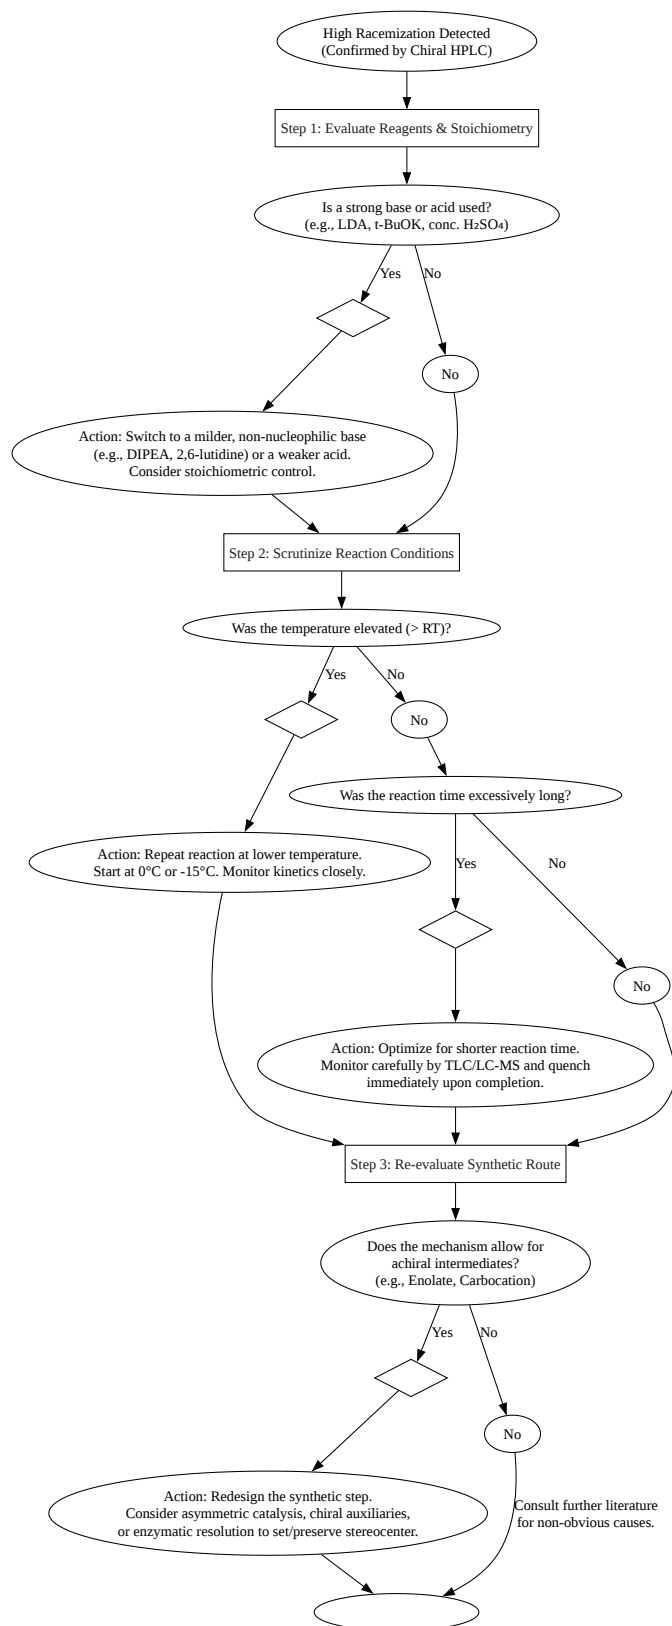 High Racemization Detected
(Confirmed by Chiral HPLC)
Step 1: Evaluate Reagents & Stoichiometry
Is a strong base or acid used?
(e.g., LDA, t-BuOK, conc. H₂SO₄)
Yes
No
No
Action: Switch to a milder, non-nucleophilic base
(e.g., DIPEA, 2,6-lutidine) or a weaker acid.
Consider stoichiometric control.
Step 2: Scrutinize Reaction Conditions
Was the temperature elevated (> RT)?
Yes
No
No
Was the reaction time excessively long?
Action: Repeat reaction at lower temperature.
Start at 0°C or -15°C. Monitor kinetics closely.
Yes
No
No
Action: Optimize for shorter reaction time.
Monitor carefully by TLC/LC-MS and quench
immediately upon completion.
Step 3: Re-evaluate Synthetic Route
Does the mechanism allow for
achiral intermediates?
(e.g., Enolate, Carbocation)
Yes
No
No
Action: Redesign the synthetic step.
Consider asymmetric catalysis, chiral auxiliaries,
or enzymatic resolution to set/preserve stereocenter.
Consult further literature
for non-obvious causes.